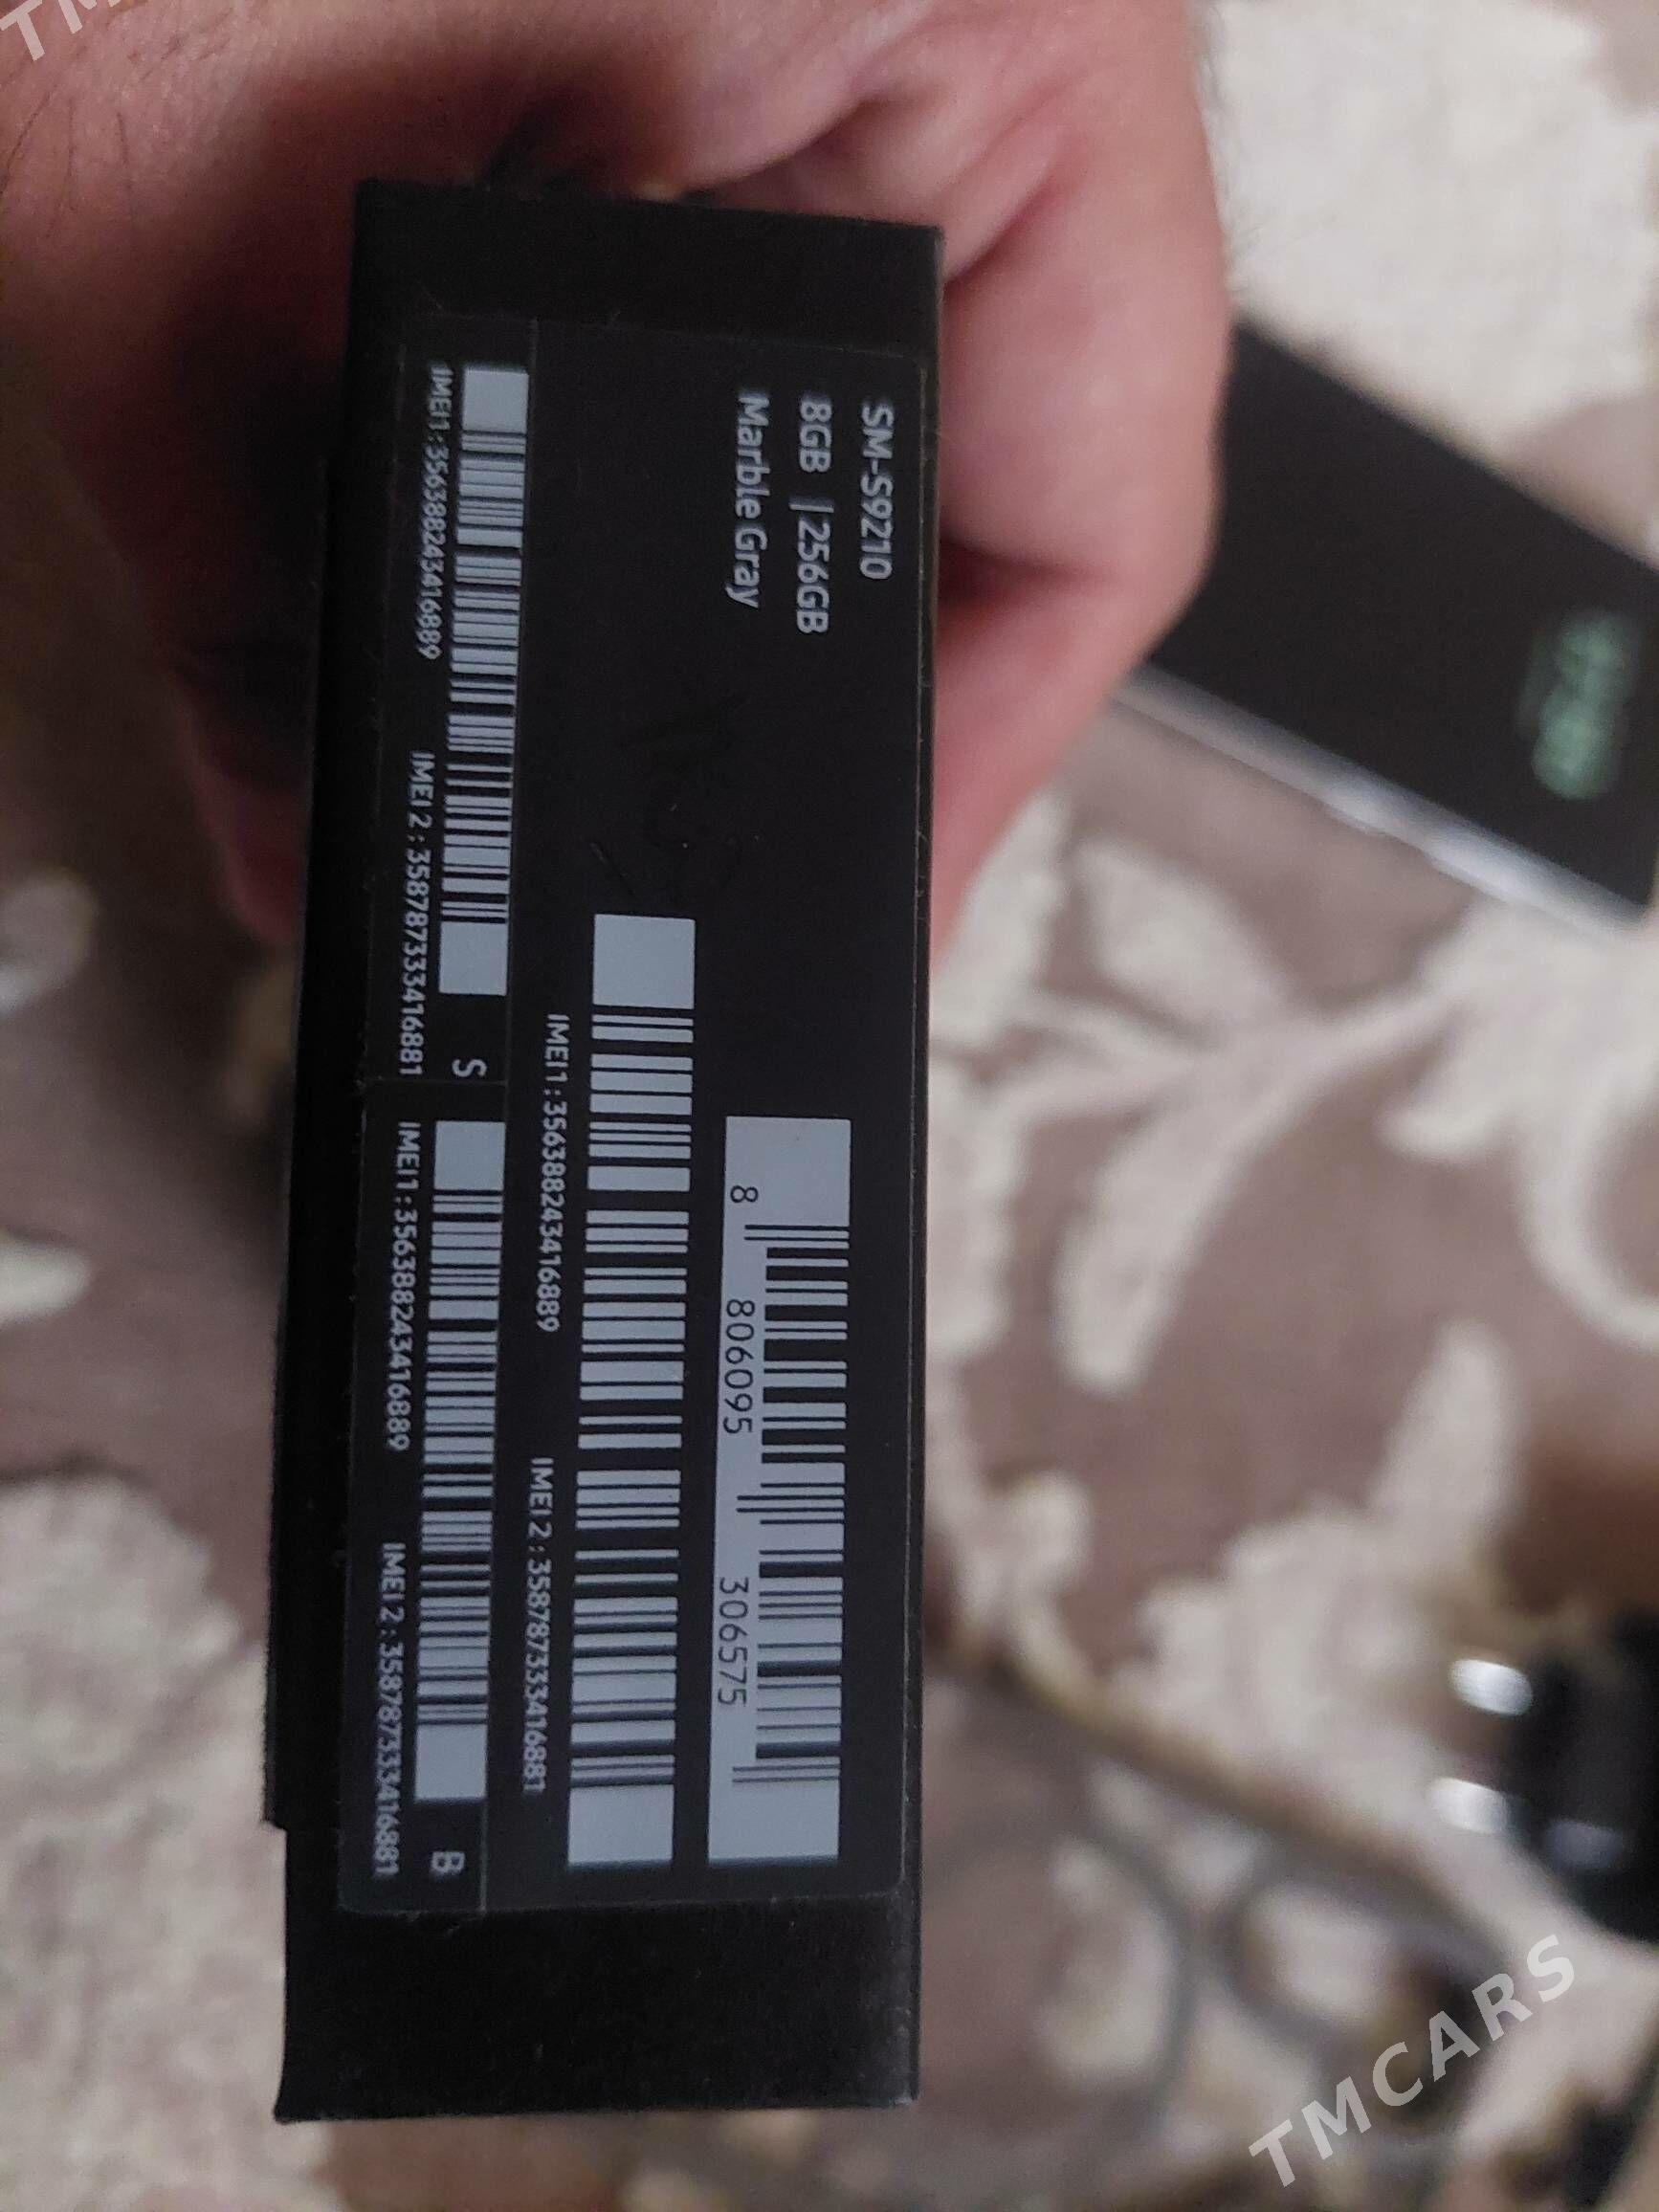 SM-S9210
8GB | 256GB
Marble Gray
8 806095 306575
IMEI1:356388243416889 IMEI 2 : 358787333416881
IMEI1:356388243416889 IMEI 2 : 358787333416881 S
IMEI1:356388243416889 IMEI 2 : 358787333416881 B
TMCARS
TM